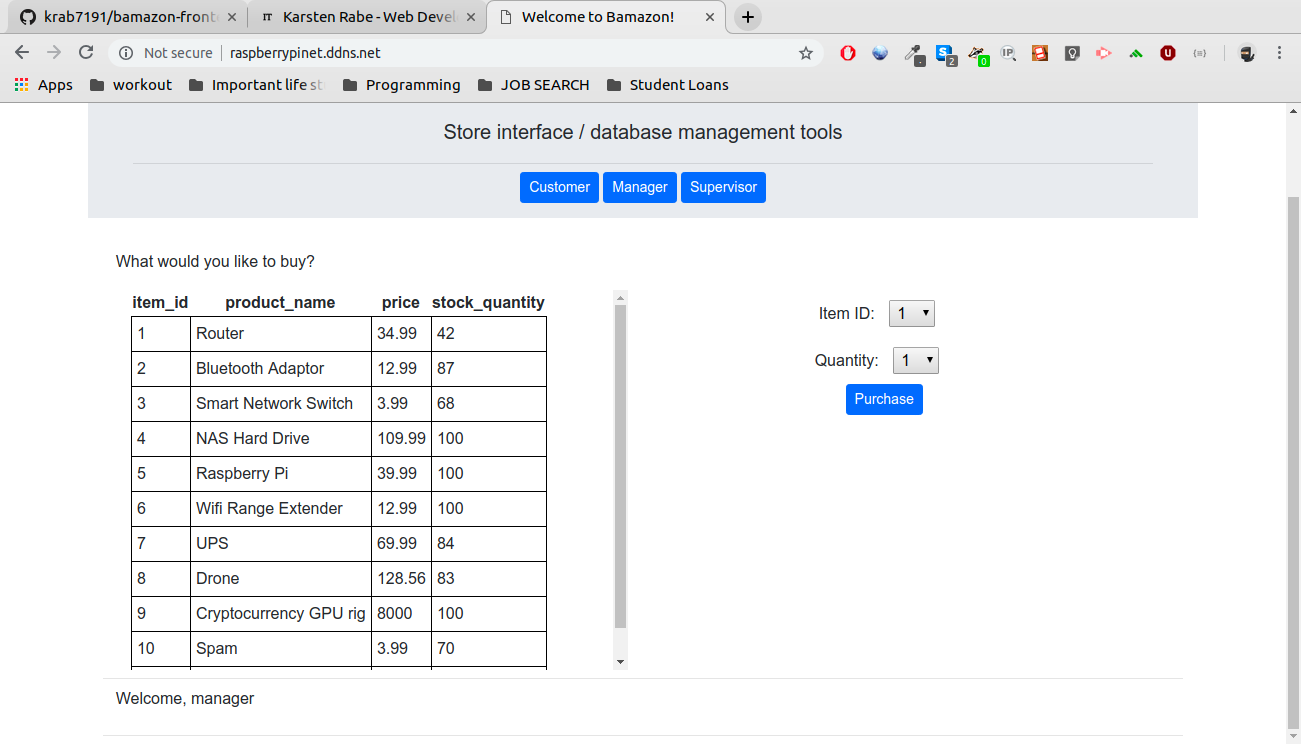 krab7191/bamazon-front
Karsten Rabe - Web Devel
Welcome to Bamazon!
Not secure
raspberrypinet.ddns.net
2
0
IP
Apps
workout
Important life st
Programming
JOB SEARCH
Student Loans
Store interface / database management tools
Customer Manager Supervisor
What would you like to buy?
item_id product_name price stock_quantity
1 Router 34.99 42
2 Bluetooth Adaptor 12.99 87
3 Smart Network Switch 3.99 68
4 NAS Hard Drive 109.99 100
5 Raspberry Pi 39.99 100
6 Wifi Range Extender 12.99 100
7 UPS 69.99 84
8 Drone 128.56 83
9 Cryptocurrency GPU rig 8000 100
10 Spam 3.99 70
Item ID: 1
Quantity: 1
Purchase
Welcome, manager